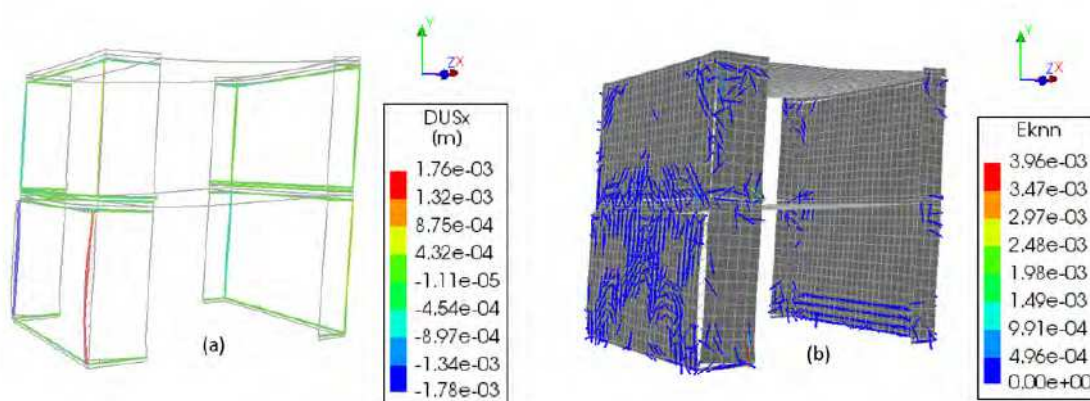 Y
Z X
DUSx
(m)
1.76e-03
1.32e-03
8.75e-04
4.32e-04
-1.11e-05
-4.54e-04
-8.97e-04
-1.34e-03
-1.78e-03
(a)
Y
Z X
Eknn
3.96e-03
3.47e-03
2.97e-03
2.48e-03
1.98e-03
1.49e-03
9.91e-04
4.96e-04
0.00e+00
(b)